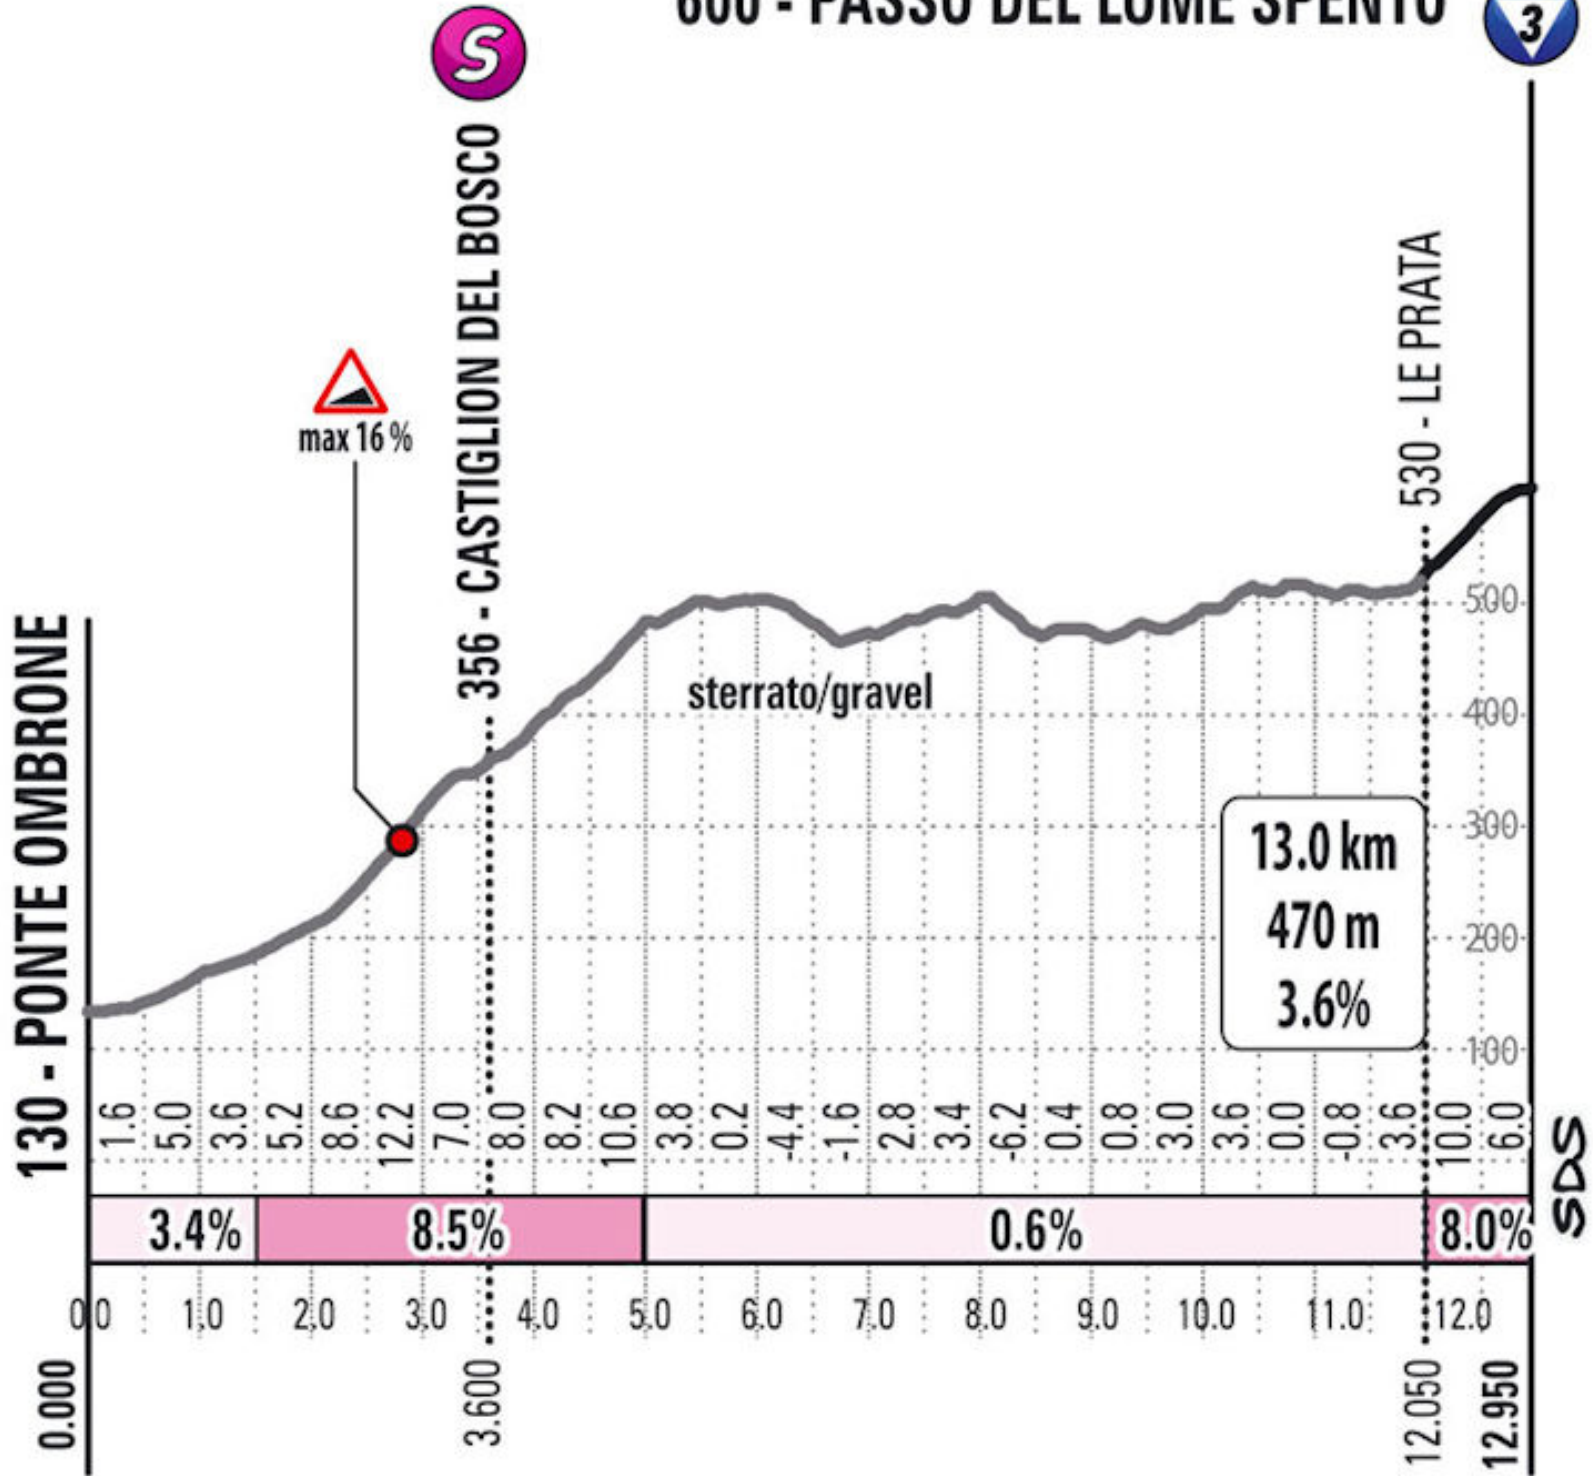 600 - PASSO DEL LUME SPENTO
3
S
356 - CASTIGLION DEL BOSCO
530 - LE PRATA
max 16 %
130 - PONTE OMBRONE
sterrato/gravel
500
400
300
200
100
13.0 km
470 m
3.6%
1.6 5.0 3.6 5.2 8.6 12.2 7.0 8.0 8.2 10.6 3.8 0.2 -4.4 -1.6 2.8 3.4 -6.2 0.4 0.8 3.0 3.6 0.0 -0.8 3.6 10.0 6.0
SDS
3.4% 8.5% 0.6% 8.0%
0.0 1.0 2.0 3.0 4.0 5.0 6.0 7.0 8.0 9.0 10.0 11.0 12.0
0.000 3.600 12.050 12.950